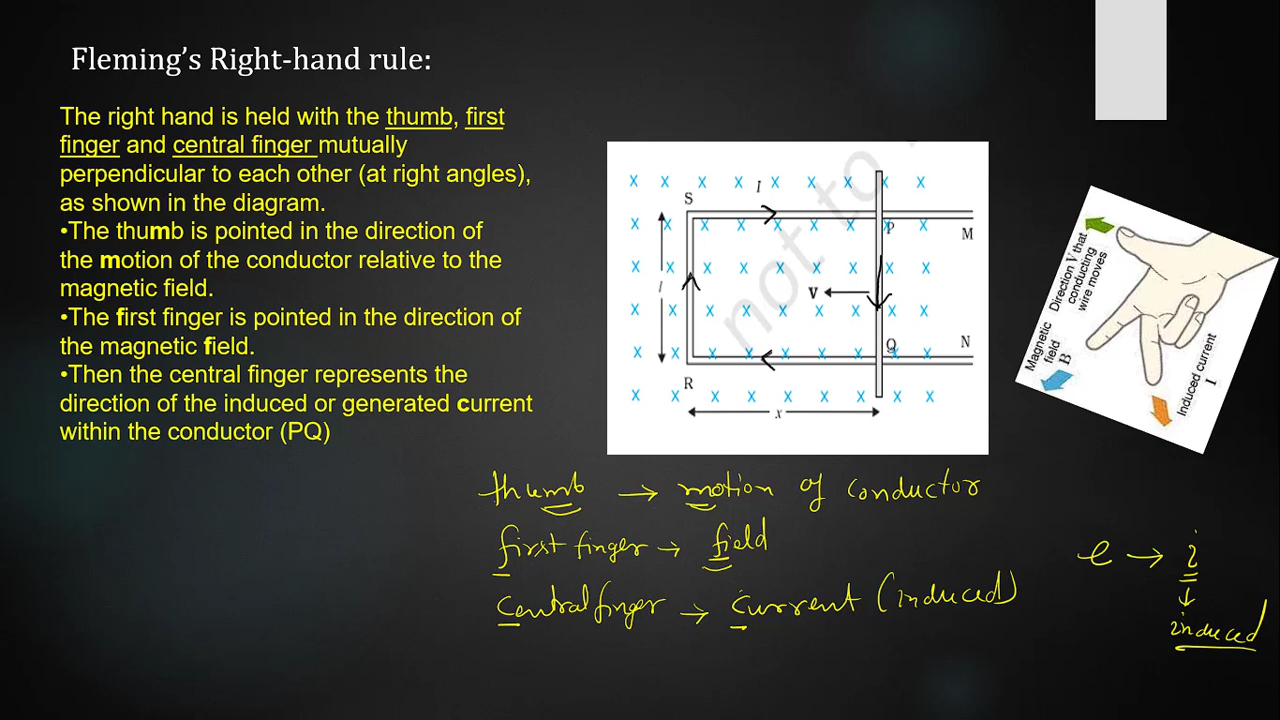 Fleming's Right-hand rule:
The right hand is held with the thumb, first
finger and central finger mutually
perpendicular to each other (at right angles),
as shown in the diagram.
•The thumb is pointed in the direction of
the motion of the conductor relative to the
magnetic field.
•The first finger is pointed in the direction of
the magnetic field.
•Then the central finger represents the
direction of the induced or generated current
within the conductor (PQ)
not to
I
S
P
M
l
V
Q
N
R
x
Direction V that
conducting
wire moves
Magnetic
field
B
Induced current
I
thumb → motion of conductor
first finger → field
central finger → current (induced)
e → i
↓
induced